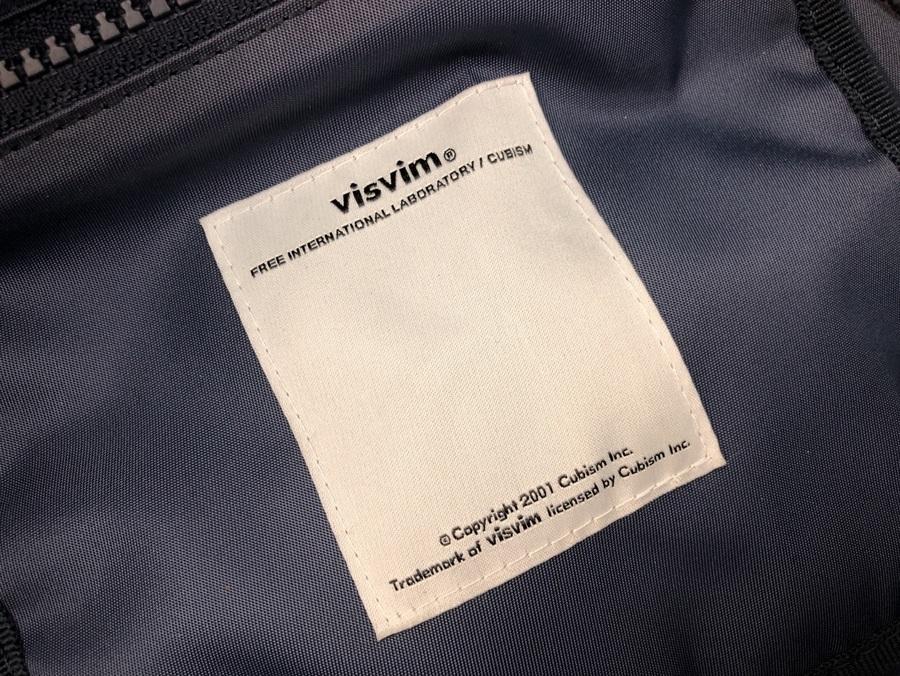 visvim®
FREE INTERNATIONAL LABORATORY / CUBISM
© Copyright 2001 Cubism Inc.
Trademark of visvim licensed by Cubism Inc.